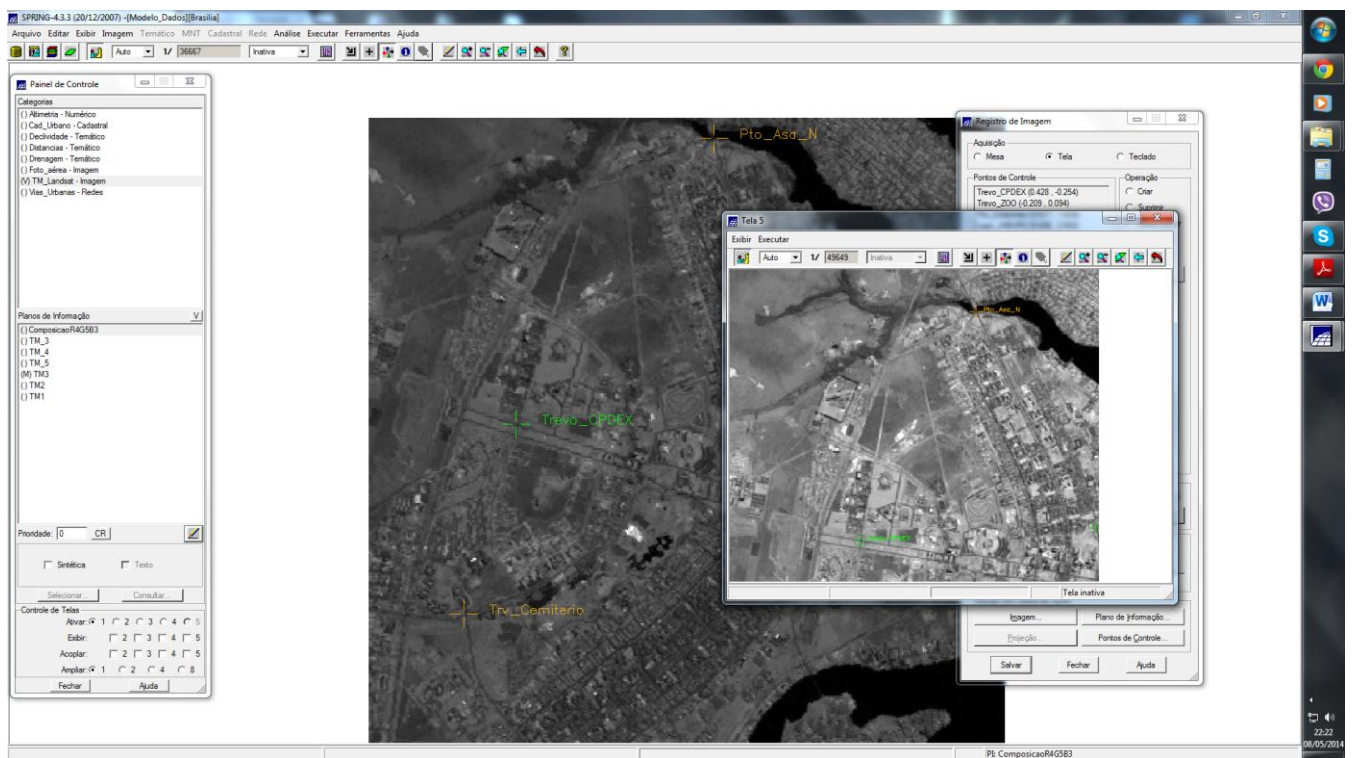 SPRING-4.3.3 (20/12/2007) -[Modelo_Dados][Brasilia]
Arquivo Editar Exibir Imagem Temático MNT Cadastral Rede Análise Executar Ferramentas Ajuda
Auto 1/ 36667 Inativa
Painel de Controle
Categorias
() Altimetria - Numérico
() Cad_Urbano - Cadastral
() Declividade - Temático
() Distancias - Temático
() Drenagem - Temático
() Foto_aérea - Imagem
(V) TM_Landsat - Imagem
() Vias_Urbanas - Redes
Planos de Informação V
() ComposicaoR4G5B3
() TM_3
() TM_4
() TM_5
(M) TM3
() TM2
() TM1
Prioridade: 0 CR
Sintética Texto
Selecionar... Consultar...
Controle de Telas
Ativar: 1 2 3 4 5
Exibir: 2 3 4 5
Acoplar: 2 3 4 5
Ampliar: 1 2 4 8
Fechar Ajuda
Pto_Asa_N
Trevo_CPDEX
Trv_Cemiterio
Registro de Imagem
Aquisição
Mesa Tela Teclado
Pontos de Controle Operação
Trevo_CPDEX (0.428 , -0.254) Criar
Trevo_ZOO (-0.209 , 0.094) Suprimir
Tela 5
Exibir Executar
Auto 1/ 49649 Inativa
Pto_Asa_N
Tela inativa
Imagem... Plano de Informação...
Projeção... Pontos de Controle...
Salvar Fechar Ajuda
22:22
08/05/2014
PI: ComposicaoR4G5B3